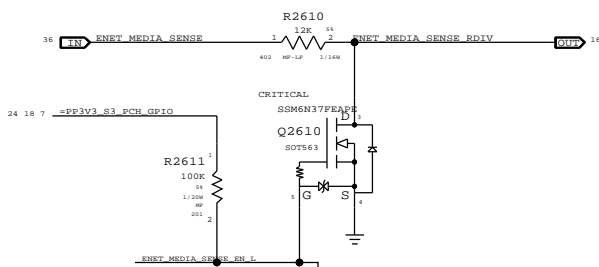 R2610
36 IN ENET_MEDIA_SENSE 1 12K 5% 2 ENET_MEDIA_SENSE_RDIV OUT 16
402 MF-LF 1/16W
CRITICAL
SSM6N37FEAPE
D 3
24 18 7 =PP3V3_S3_PCH_GPIO
Q2610
SOT563
R2611 1
100K
5%
1/20W
MF
201
2
5 G S 4
ENET_MEDIA_SENSE_EN_L